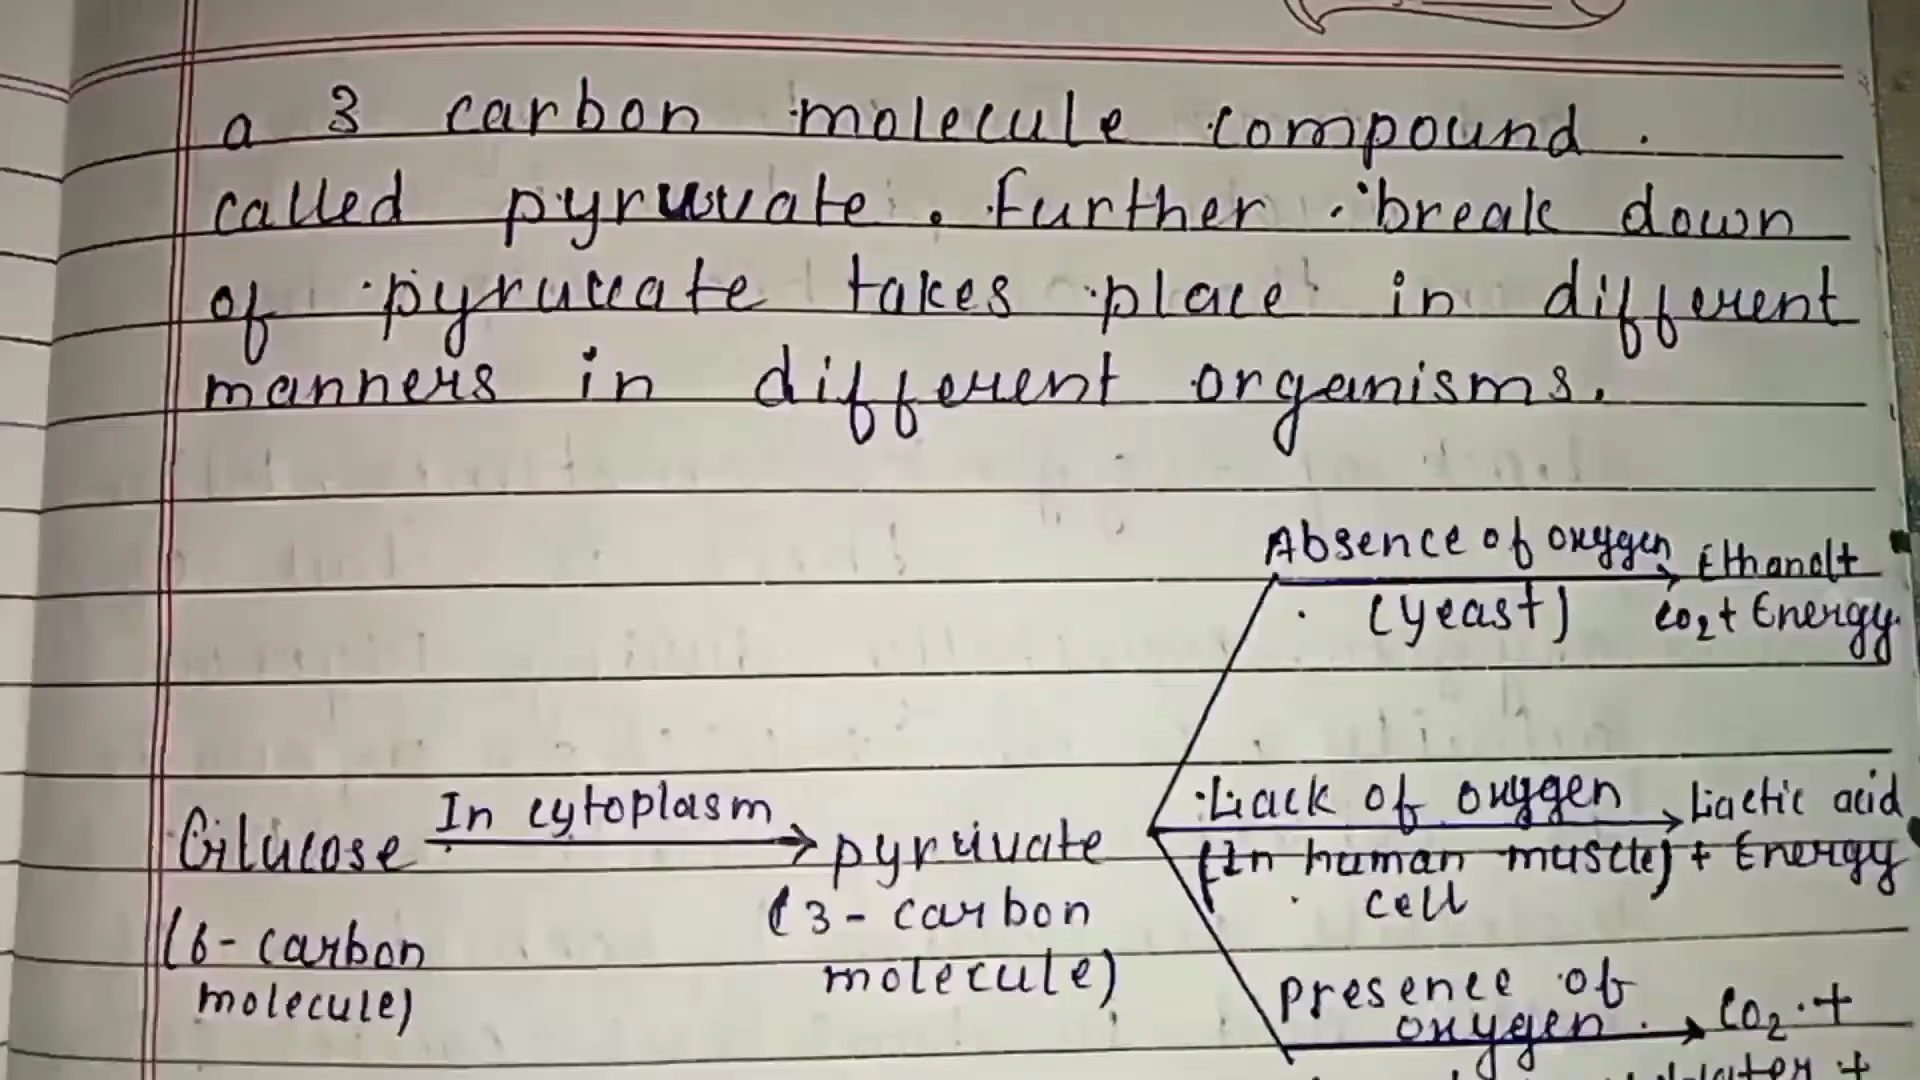 a 3 carbon molecule compound.
called pyruvate. Further break down
of pyruvate takes place in different
manners in different organisms.
Absence of oxygen
(yeast)
Ethanol +
CO2 + Energy.
Glucose
(6-carbon
molecule)
In cytoplasm
pyruvate
(3-carbon
molecule)
Lack of oxygen
(In human muscle)
cell
Lactic acid
+ Energy
presence of
oxygen
CO2 +